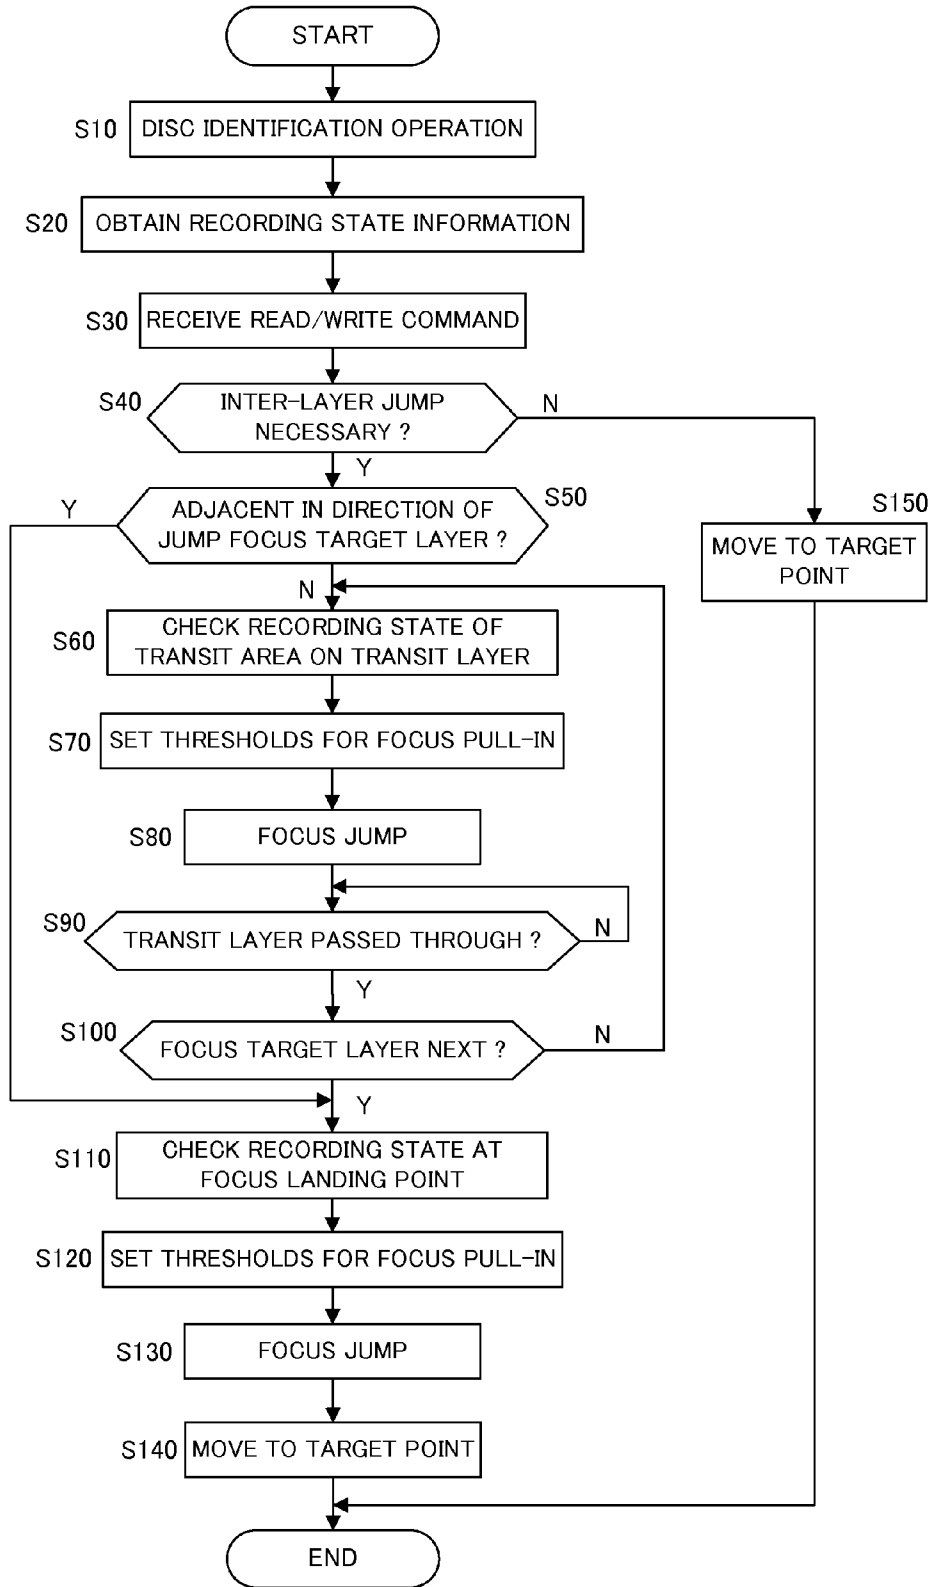 START
S10
DISC IDENTIFICATION OPERATION
S20
OBTAIN RECORDING STATE INFORMATION
S30
RECEIVE READ/WRITE COMMAND
S40
INTER-LAYER JUMP
NECESSARY ?
N
Y
S50
ADJACENT IN DIRECTION OF
JUMP FOCUS TARGET LAYER ?
Y
N
S150
MOVE TO TARGET
POINT
S60
CHECK RECORDING STATE OF
TRANSIT AREA ON TRANSIT LAYER
S70
SET THRESHOLDS FOR FOCUS PULL-IN
S80
FOCUS JUMP
S90
TRANSIT LAYER PASSED THROUGH ?
N
Y
S100
FOCUS TARGET LAYER NEXT ?
N
Y
S110
CHECK RECORDING STATE AT
FOCUS LANDING POINT
S120
SET THRESHOLDS FOR FOCUS PULL-IN
S130
FOCUS JUMP
S140
MOVE TO TARGET POINT
END